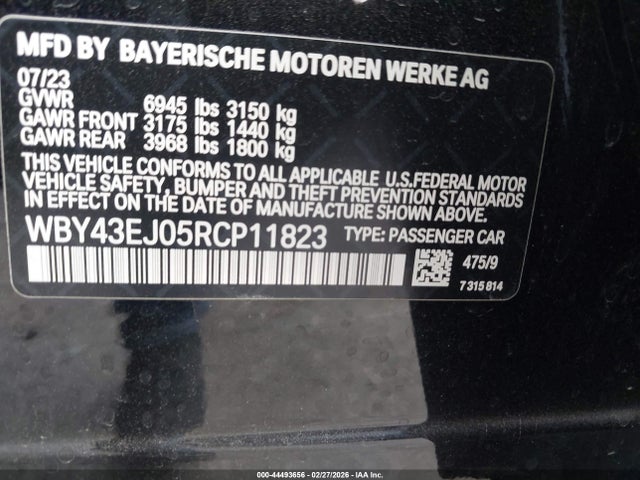 MFD BY BAYERISCHE MOTOREN WERKE AG
07/23
GVWR 6945 lbs 3150 kg
GAWR FRONT 3175 lbs 1440 kg
GAWR REAR 3968 lbs 1800 kg
THIS VEHICLE CONFORMS TO ALL APPLICABLE U.S.FEDERAL MOTOR
VEHICLE SAFETY, BUMPER AND THEFT PREVENTION STANDARDS
IN EFFECT ON THE DATE OF MANUFACTURE SHOWN ABOVE.
WBY43EJ05RCP11823 TYPE: PASSENGER CAR
475/9
7 315 814
000-44493656 - 02/27/2026 - IAAI.com